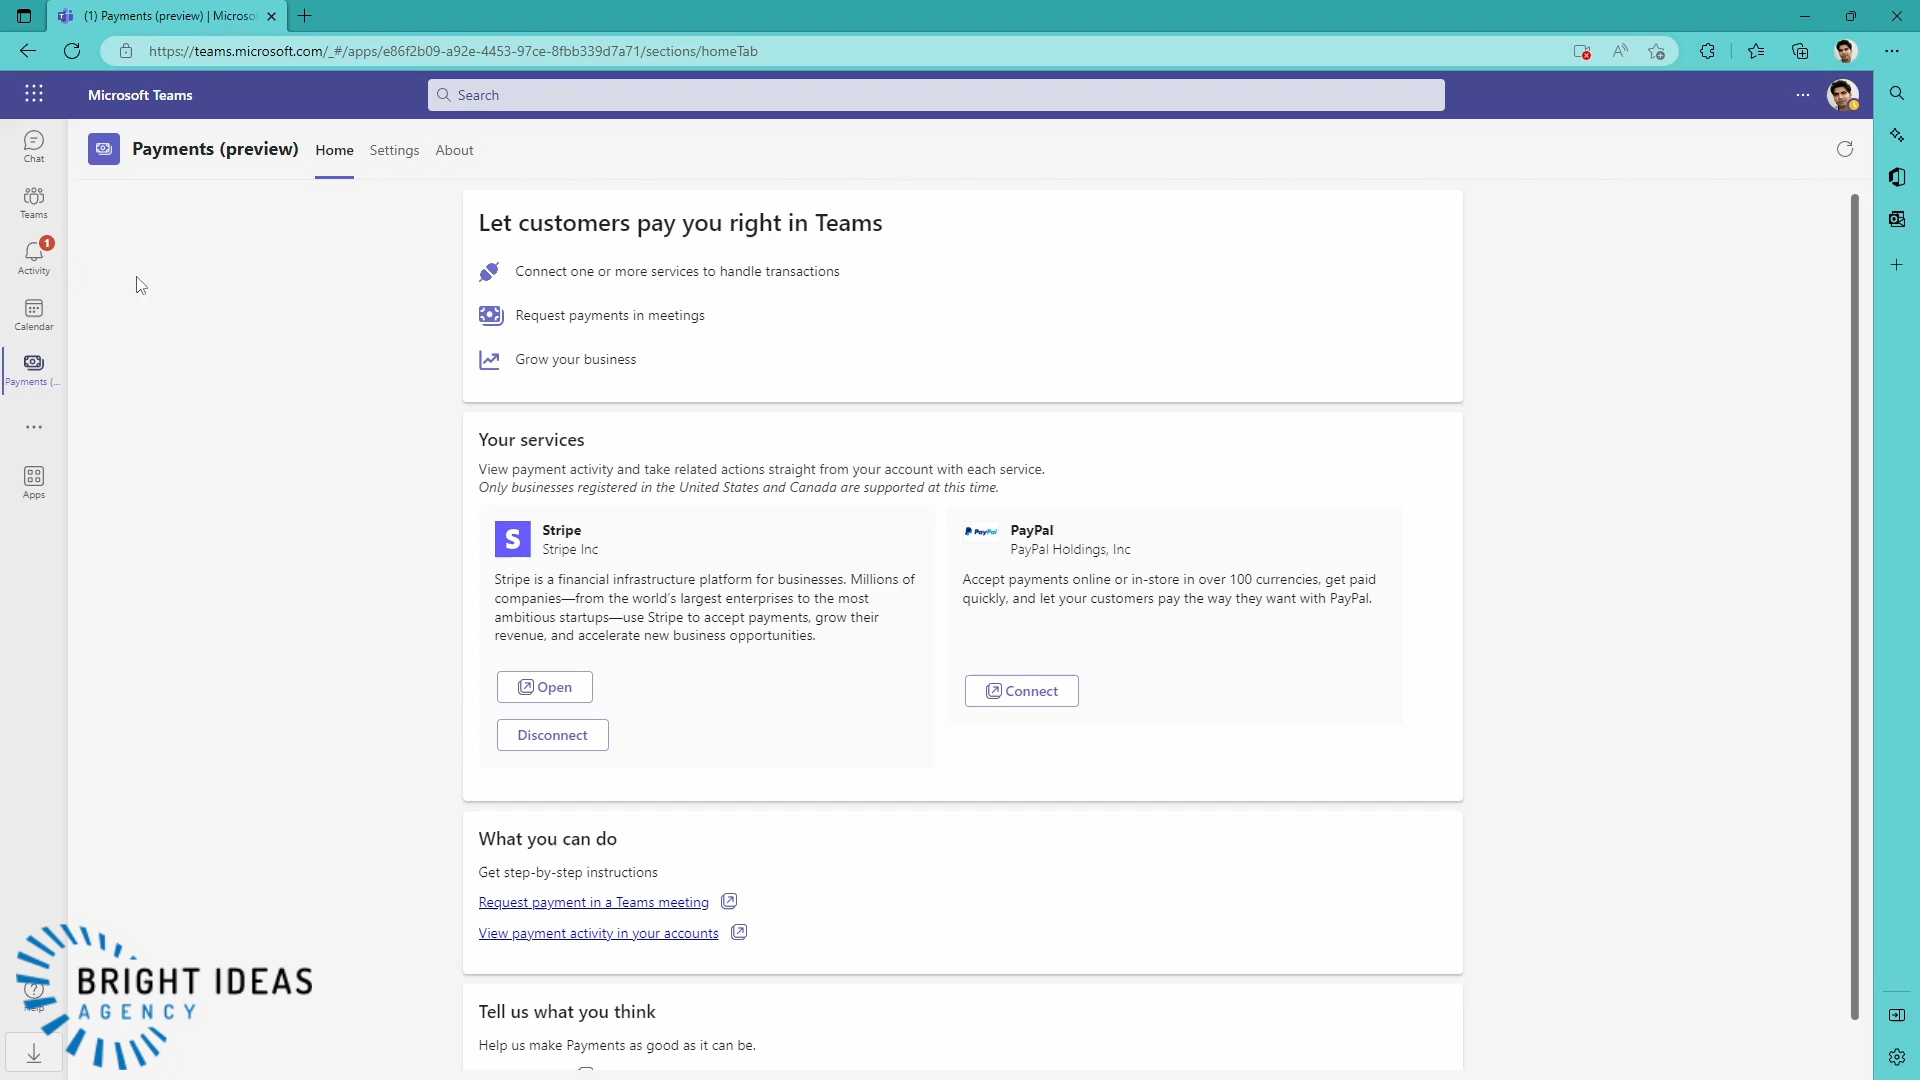 (1) Payments (preview) | Microso
https://teams.microsoft.com/_#/apps/e86f2b09-a92e-4453-97ce-8fbb339d7a71/sections/homeTab
Microsoft Teams
Search
Chat
Teams
1
Activity
Calendar
Payments (...
Apps
Help
Payments (preview)
Home
Settings
About
Let customers pay you right in Teams
Connect one or more services to handle transactions
Request payments in meetings
Grow your business
Your services
View payment activity and take related actions straight from your account with each service.
Only businesses registered in the United States and Canada are supported at this time.
S
Stripe
Stripe Inc
Stripe is a financial infrastructure platform for businesses. Millions of
companies—from the world's largest enterprises to the most
ambitious startups—use Stripe to accept payments, grow their
revenue, and accelerate new business opportunities.
Open
Disconnect
PayPal
PayPal
PayPal Holdings, Inc
Accept payments online or in-store in over 100 currencies, get paid
quickly, and let your customers pay the way they want with PayPal.
Connect
What you can do
Get step-by-step instructions
Request payment in a Teams meeting
View payment activity in your accounts
Tell us what you think
Help us make Payments as good as it can be.
BRIGHT IDEAS
AGENCY